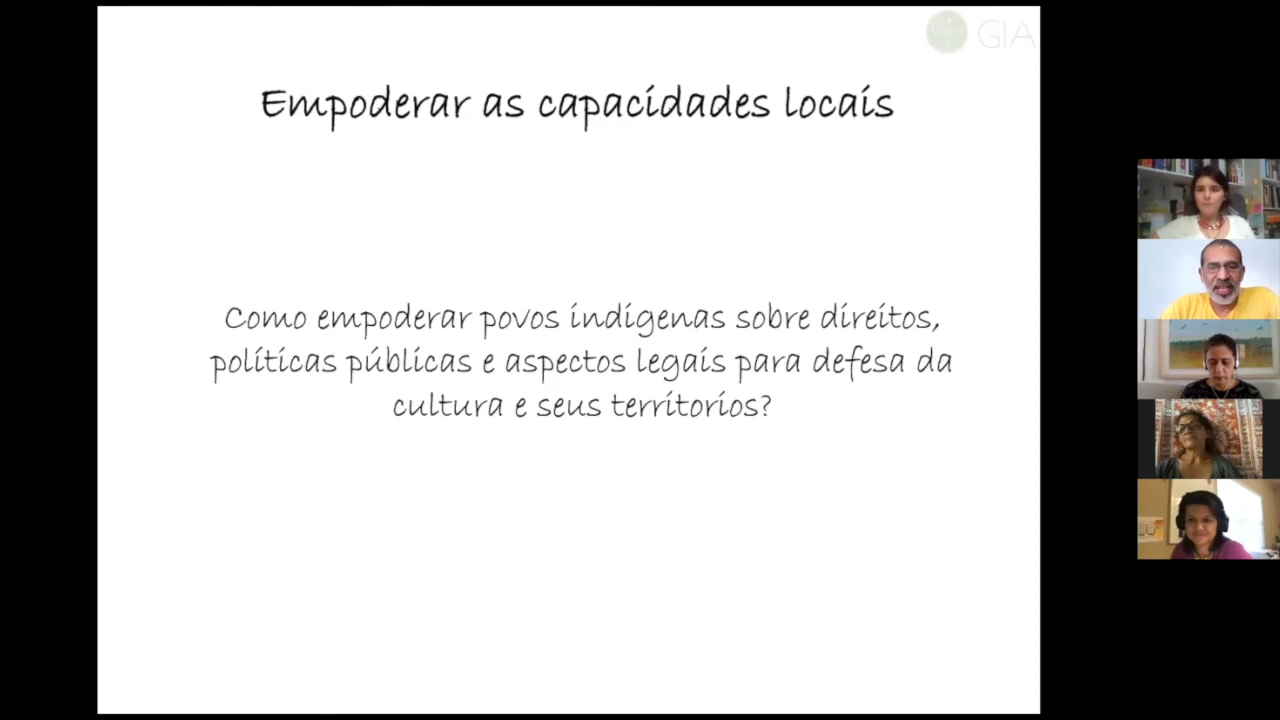 GIA
Empoderar as capacidades locais
Como empoderar povos indígenas sobre direitos,
políticas públicas e aspectos legais para defesa da
cultura e seus territorios?